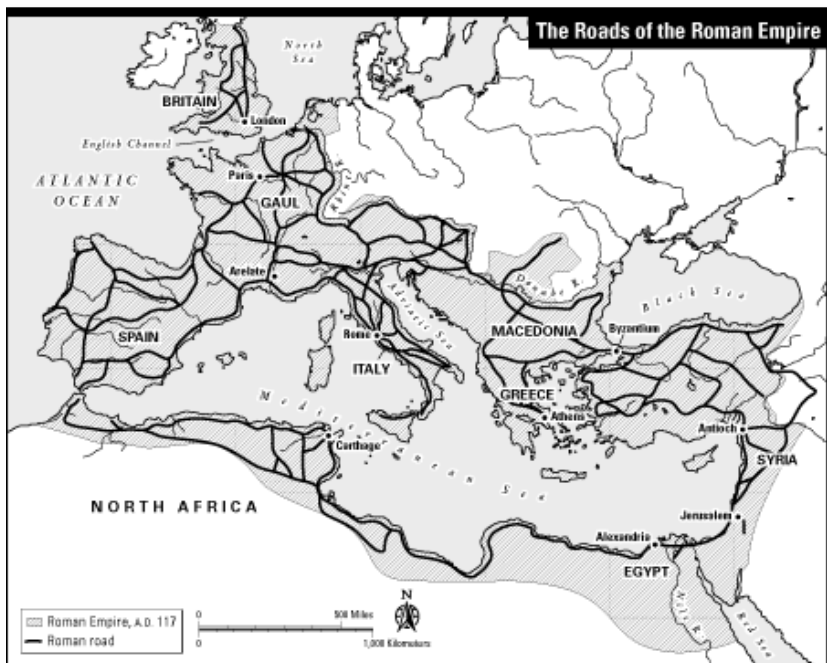 The Roads of the Roman Empire
North
Sea
BRITAIN
London
English Channel
ATLANTIC
OCEAN
Paris
Rhine R.
GAUL
Arelate
Danube R.
Black Sea
Adriatic Sea
SPAIN
MACEDONIA
Byzantium
Rome
ITALY
GREECE
Athens
Mediterranean Sea
Carthage
Antioch
SYRIA
NORTH AFRICA
Jerusalem
Alexandria
EGYPT
Nile R.
Red Sea
N
Roman Empire, A.D. 117
Roman road
0 500 Miles
0 1,000 Kilometers